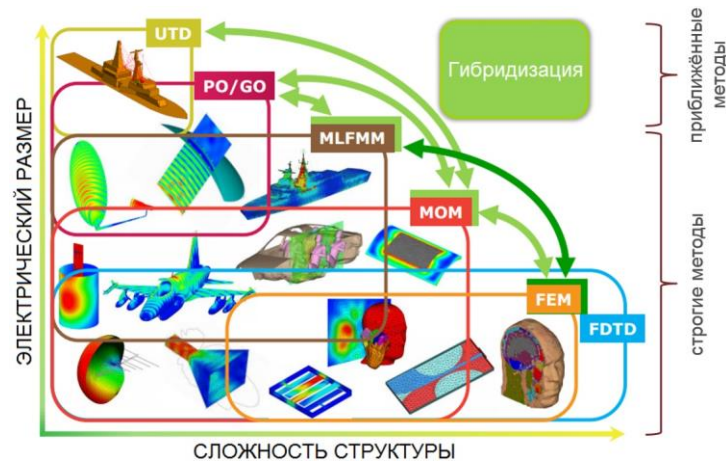 UTD
PO/GO
MLFMM
MOM
FEM
FDTD
Гибридизация
приближённые
методы
строгие методы
ЭЛЕКТРИЧЕСКИЙ РАЗМЕР
СЛОЖНОСТЬ СТРУКТУРЫ